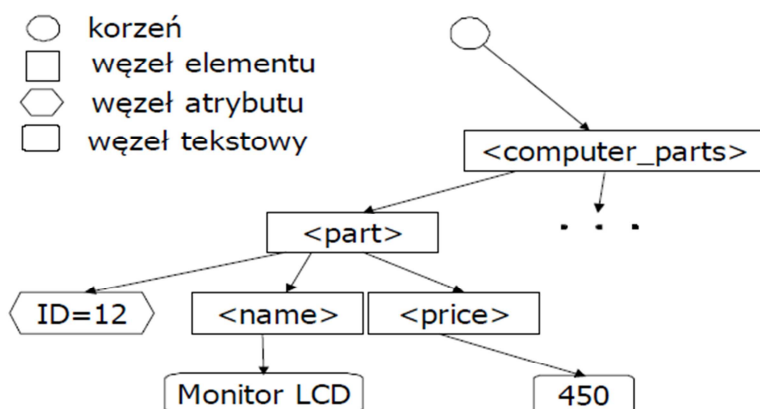 korzeń
węzeł elementu
węzeł atrybutu
węzeł tekstowy
<computer_parts>
. . .
<part>
ID=12
<name>
<price>
Monitor LCD
450